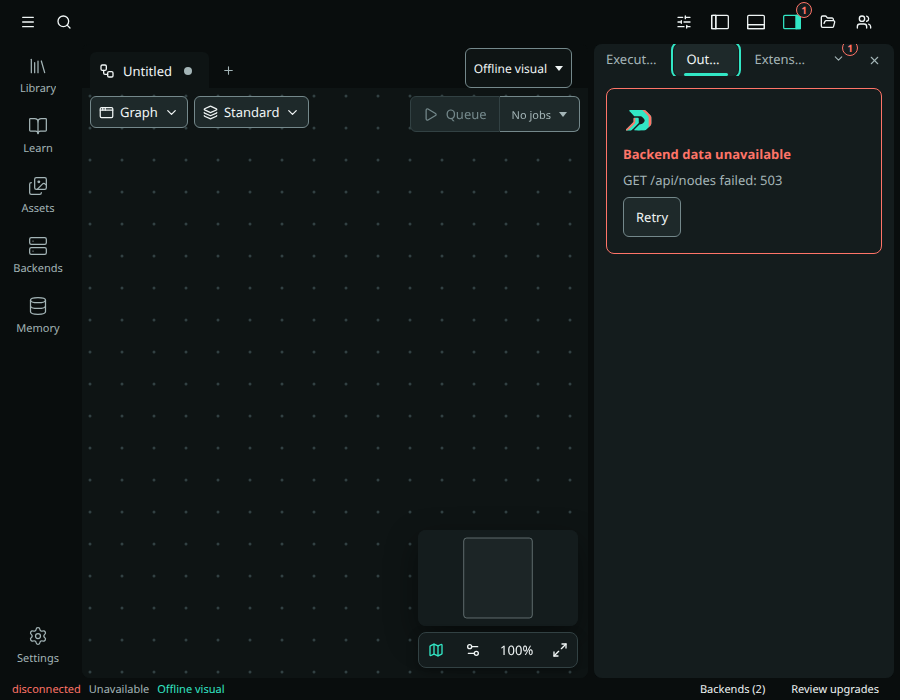 1
Library
Learn
Assets
Backends
Memory
Settings
Untitled
Offline visual
Graph
Standard
Queue
No jobs
Execut...
Out...
Extens...
1
Backend data unavailable
GET /api/nodes failed: 503
Retry
100%
disconnected Unavailable Offline visual
Backends (2) Review upgrades